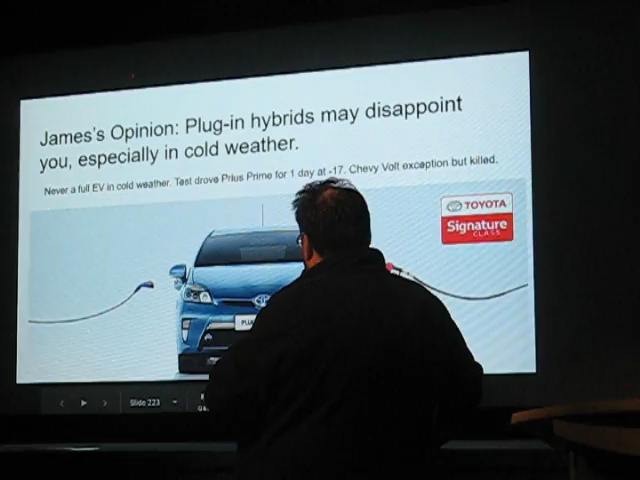 James's Opinion: Plug-in hybrids may disappoint
you, especially in cold weather.
Never a full EV in cold weather. Test drove Prius Prime for 1 day at -17. Chevy Volt exception but killed.
TOYOTA
Signature
CLASS
Slide 223